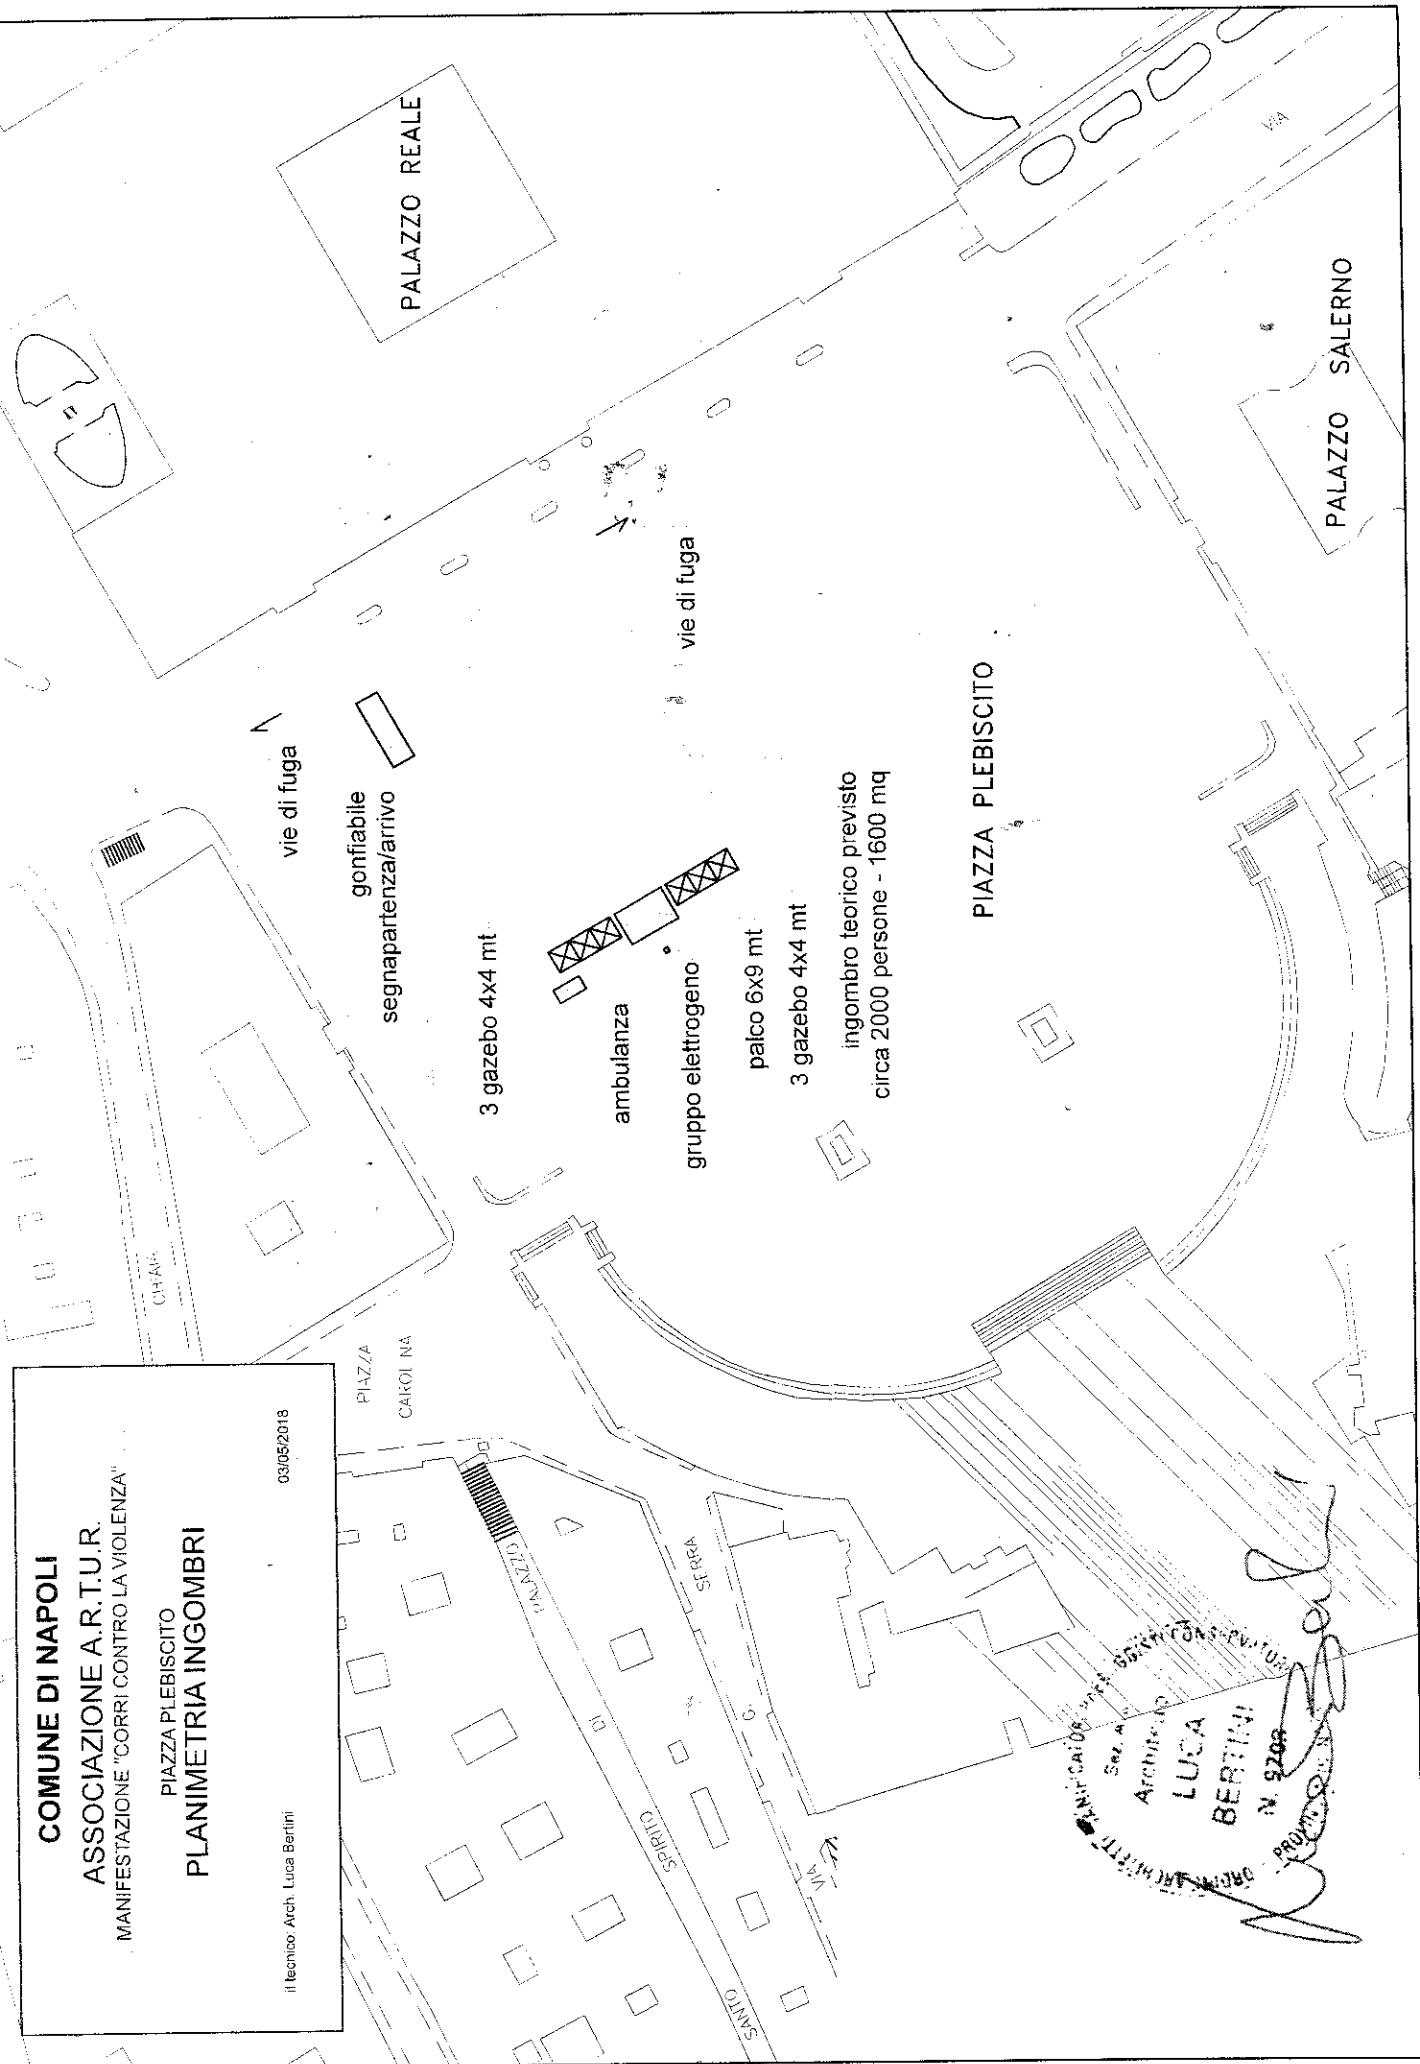 COMUNE DI NAPOLI
ASSOCIAZIONE A.R.T.U.R.
MANIFESTAZIONE "CORRI CONTRO LA VIOLENZA"
PIAZZA PLEBISCITO
PLANIMETRIA INGOMBRI
il tecnico: Arch. Luca Bertini
03/05/2018
CHIAIA
PIAZZA
CAROLINA
vie di fuga
gonfiabile
segnapartenza/arrivo
PALAZZO REALE
3 gazebo 4x4 mt
ambulanza
gruppo elettrogeno
palco 6x9 mt
3 gazebo 4x4 mt
ingombro teorico previsto
circa 2000 persone - 1600 mq
vie di fuga
PIAZZA PLEBISCITO
VIA
PALAZZO SALERNO
SANTO SPIRITO DI PALAZZO
VIA G. SERRA
Sez. A
Architetto
LUCA
BERTINI